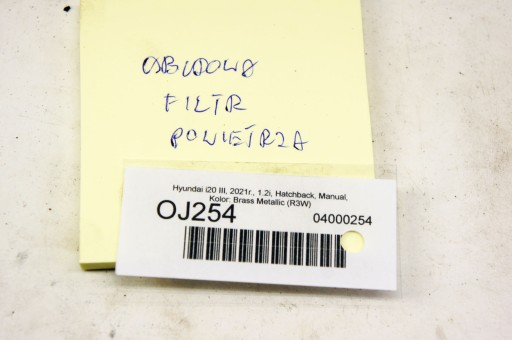 OBUDOWA
FILTR
POWIETRZA
Hyundai i20 III, 2021r., 1.2i, Hatchback, Manual,
Kolor: Brass Metallic (R3W)
OJ254
04000254